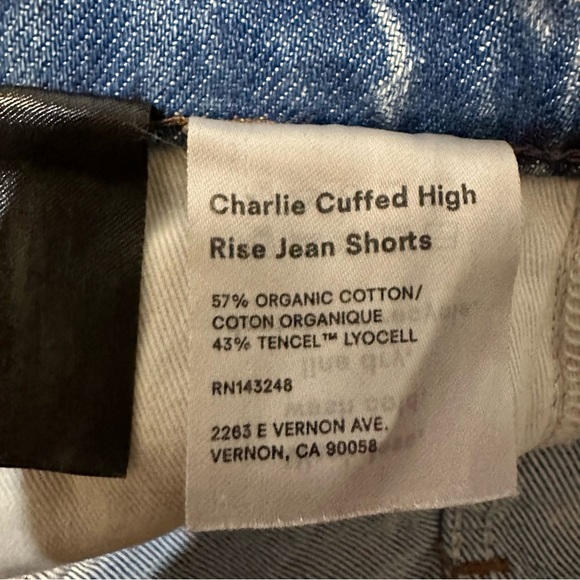 Charlie Cuffed High
Rise Jean Shorts
57% ORGANIC COTTON/
COTON ORGANIQUE
43% TENCEL™ LYOCELL
RN143248
2263 E VERNON AVE.
VERNON, CA 90058